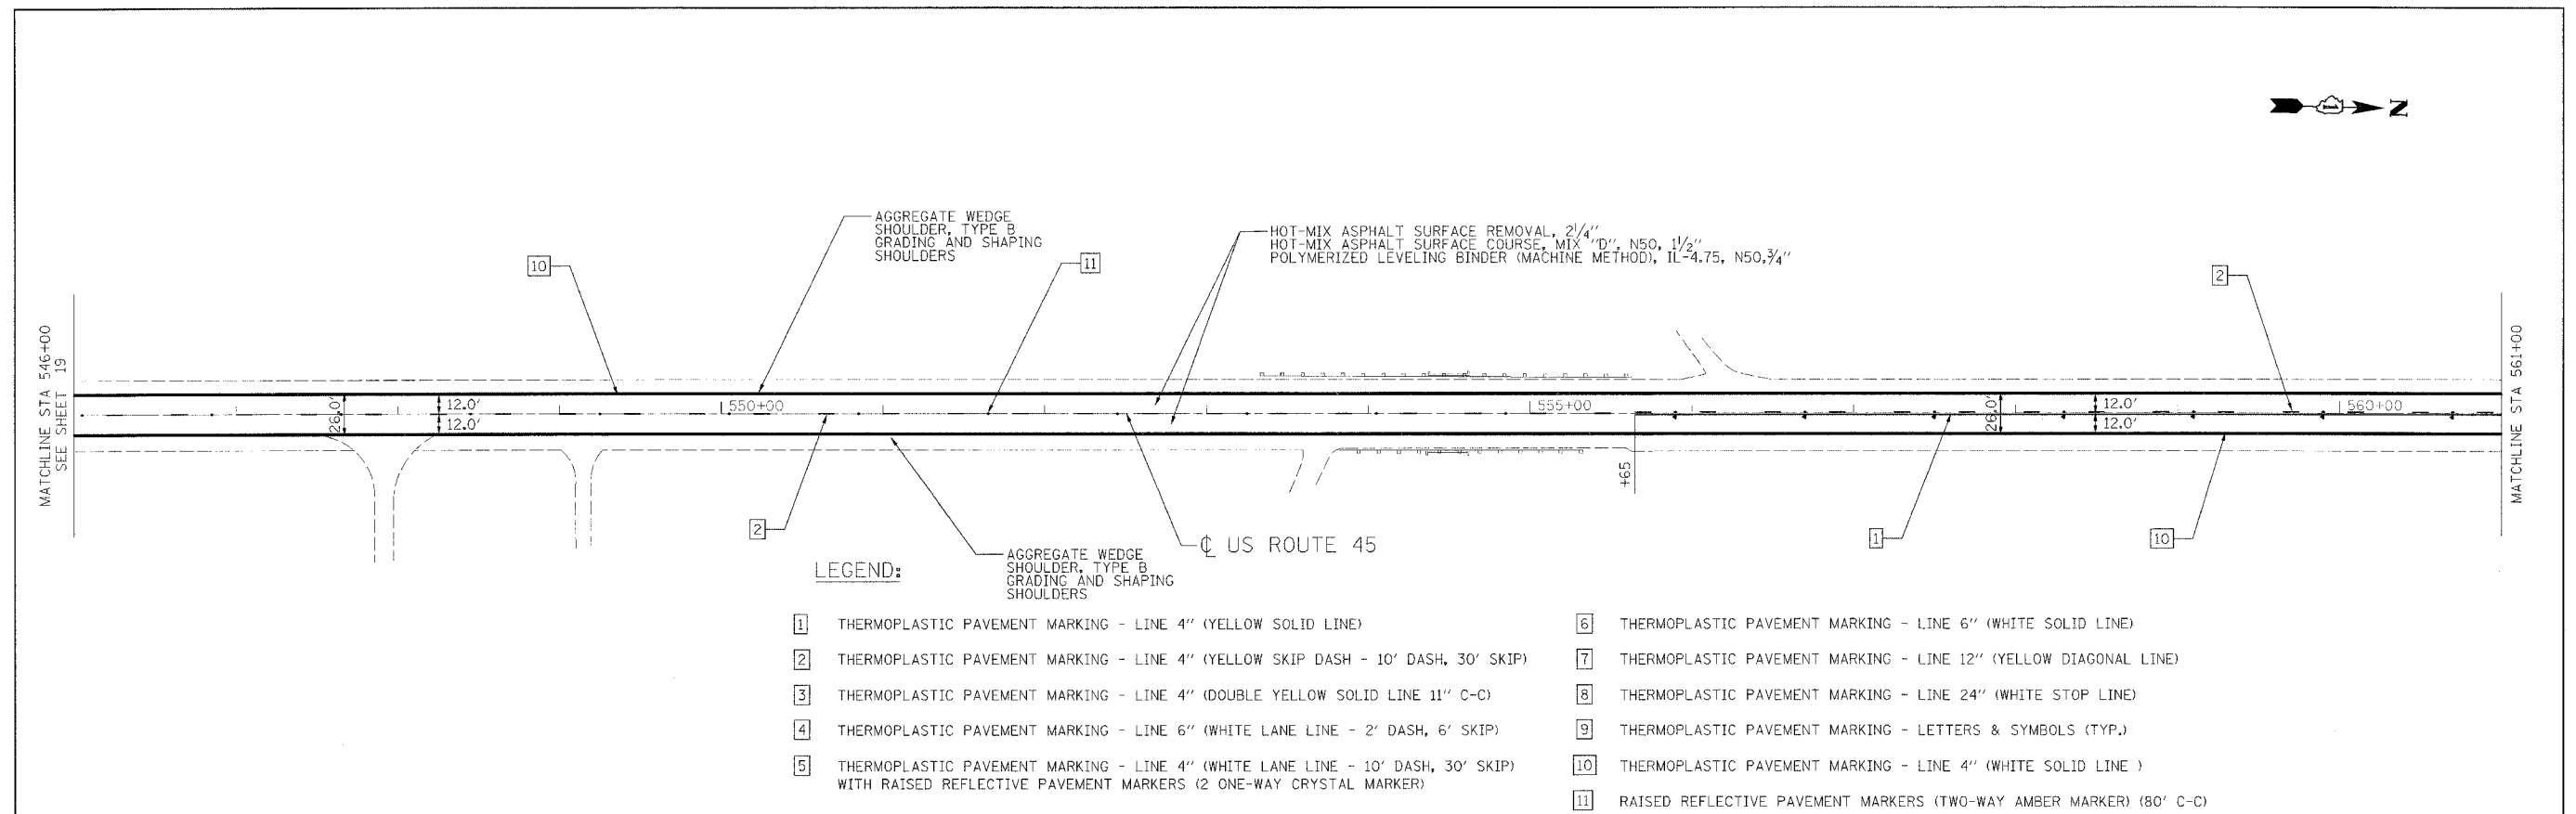 N
AGGREGATE WEDGE
SHOULDER, TYPE B
GRADING AND SHAPING
SHOULDERS
HOT-MIX ASPHALT SURFACE REMOVAL, 2 1/4"
HOT-MIX ASPHALT SURFACE COURSE, MIX "D", N50, 1 1/2"
POLYMERIZED LEVELING BINDER (MACHINE METHOD), IL-4.75, N50, 3/4"
10
11
2
MATCHLINE STA 546+00
SEE SHEET 19
26.0'
12.0'
12.0'
550+00
555+00
+65
26.0'
12.0'
12.0'
560+00
MATCHLINE STA 561+00
2
℄ US ROUTE 45
1
10
AGGREGATE WEDGE
SHOULDER, TYPE B
GRADING AND SHAPING
SHOULDERS
LEGEND:
1 THERMOPLASTIC PAVEMENT MARKING - LINE 4" (YELLOW SOLID LINE)
2 THERMOPLASTIC PAVEMENT MARKING - LINE 4" (YELLOW SKIP DASH - 10' DASH, 30' SKIP)
3 THERMOPLASTIC PAVEMENT MARKING - LINE 4" (DOUBLE YELLOW SOLID LINE 11" C-C)
4 THERMOPLASTIC PAVEMENT MARKING - LINE 6" (WHITE LANE LINE - 2' DASH, 6' SKIP)
5 THERMOPLASTIC PAVEMENT MARKING - LINE 4" (WHITE LANE LINE - 10' DASH, 30' SKIP)
WITH RAISED REFLECTIVE PAVEMENT MARKERS (2 ONE-WAY CRYSTAL MARKER)
6 THERMOPLASTIC PAVEMENT MARKING - LINE 6" (WHITE SOLID LINE)
7 THERMOPLASTIC PAVEMENT MARKING - LINE 12" (YELLOW DIAGONAL LINE)
8 THERMOPLASTIC PAVEMENT MARKING - LINE 24" (WHITE STOP LINE)
9 THERMOPLASTIC PAVEMENT MARKING - LETTERS & SYMBOLS (TYP.)
10 THERMOPLASTIC PAVEMENT MARKING - LINE 4" (WHITE SOLID LINE )
11 RAISED REFLECTIVE PAVEMENT MARKERS (TWO-WAY AMBER MARKER) (80' C-C)